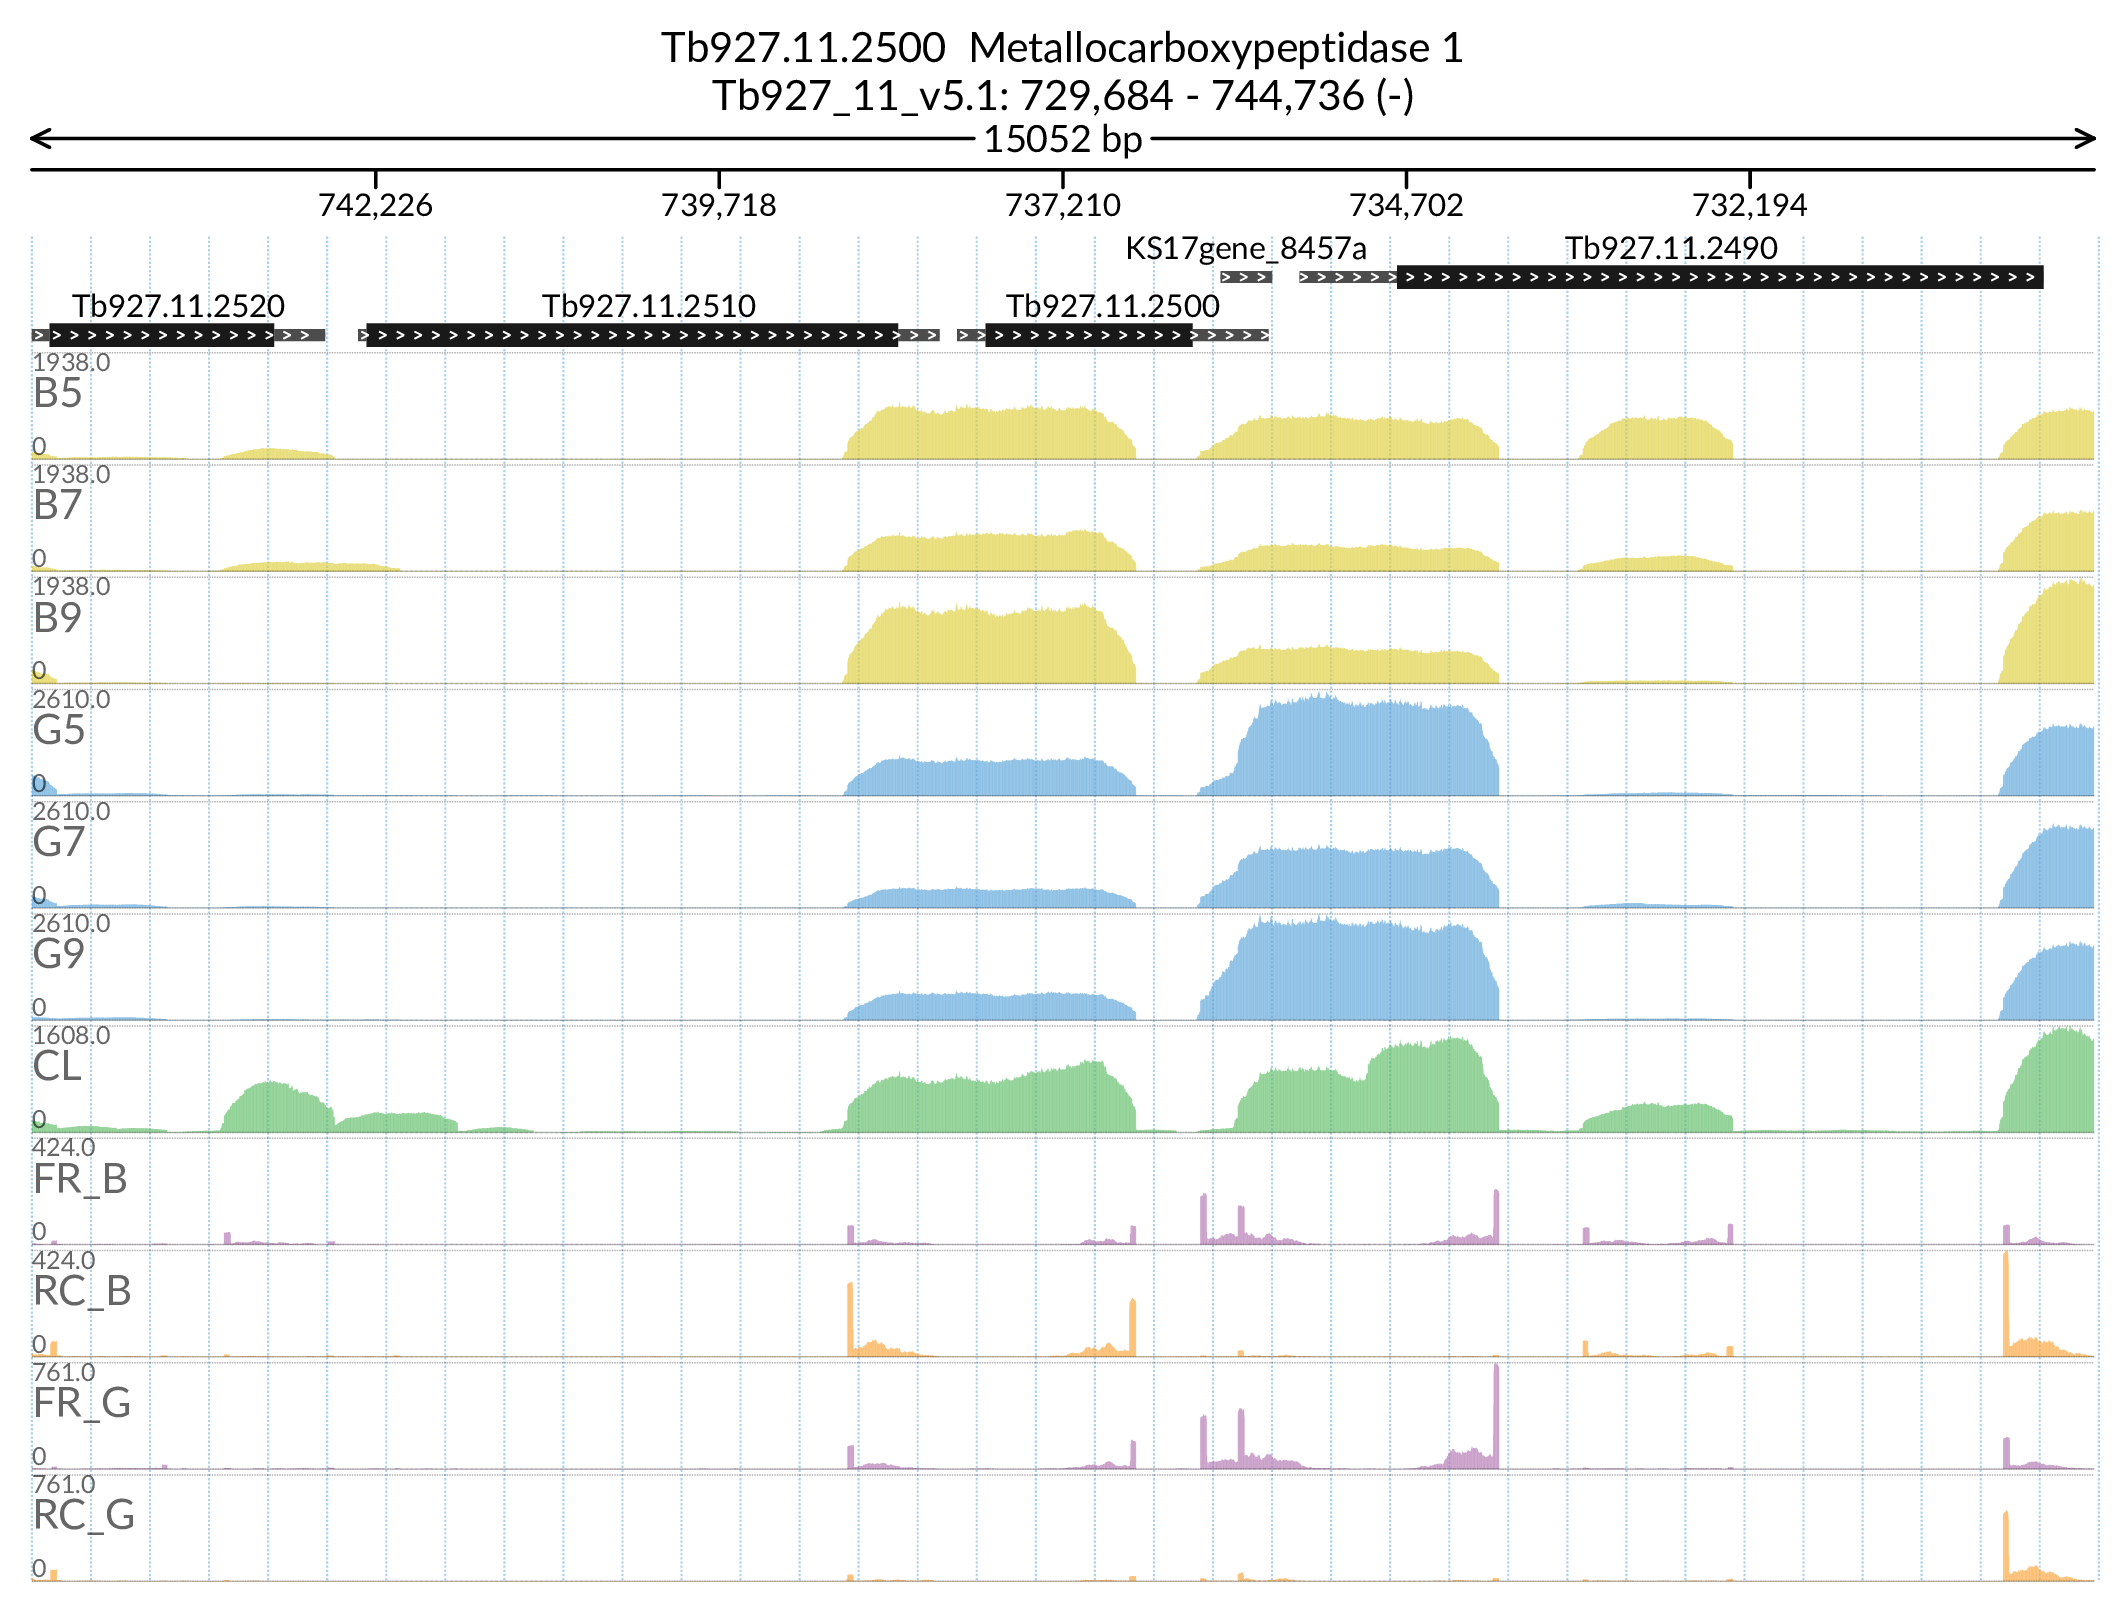 Tb927.11.2500 Metallocarboxypeptidase 1
Tb927_11_v5.1: 729,684 - 744,736 (-)
15052 bp
742,226 739,718 737,210 734,702 732,194
KS17gene_8457a Tb927.11.2490
Tb927.11.2520 Tb927.11.2510 Tb927.11.2500
1938.0
B5
0
1938.0
B7
0
1938.0
B9
0
2610.0
G5
0
2610.0
G7
0
2610.0
G9
0
1608.0
CL
0
424.0
FR_B
0
424.0
RC_B
0
761.0
FR_G
0
761.0
RC_G
0